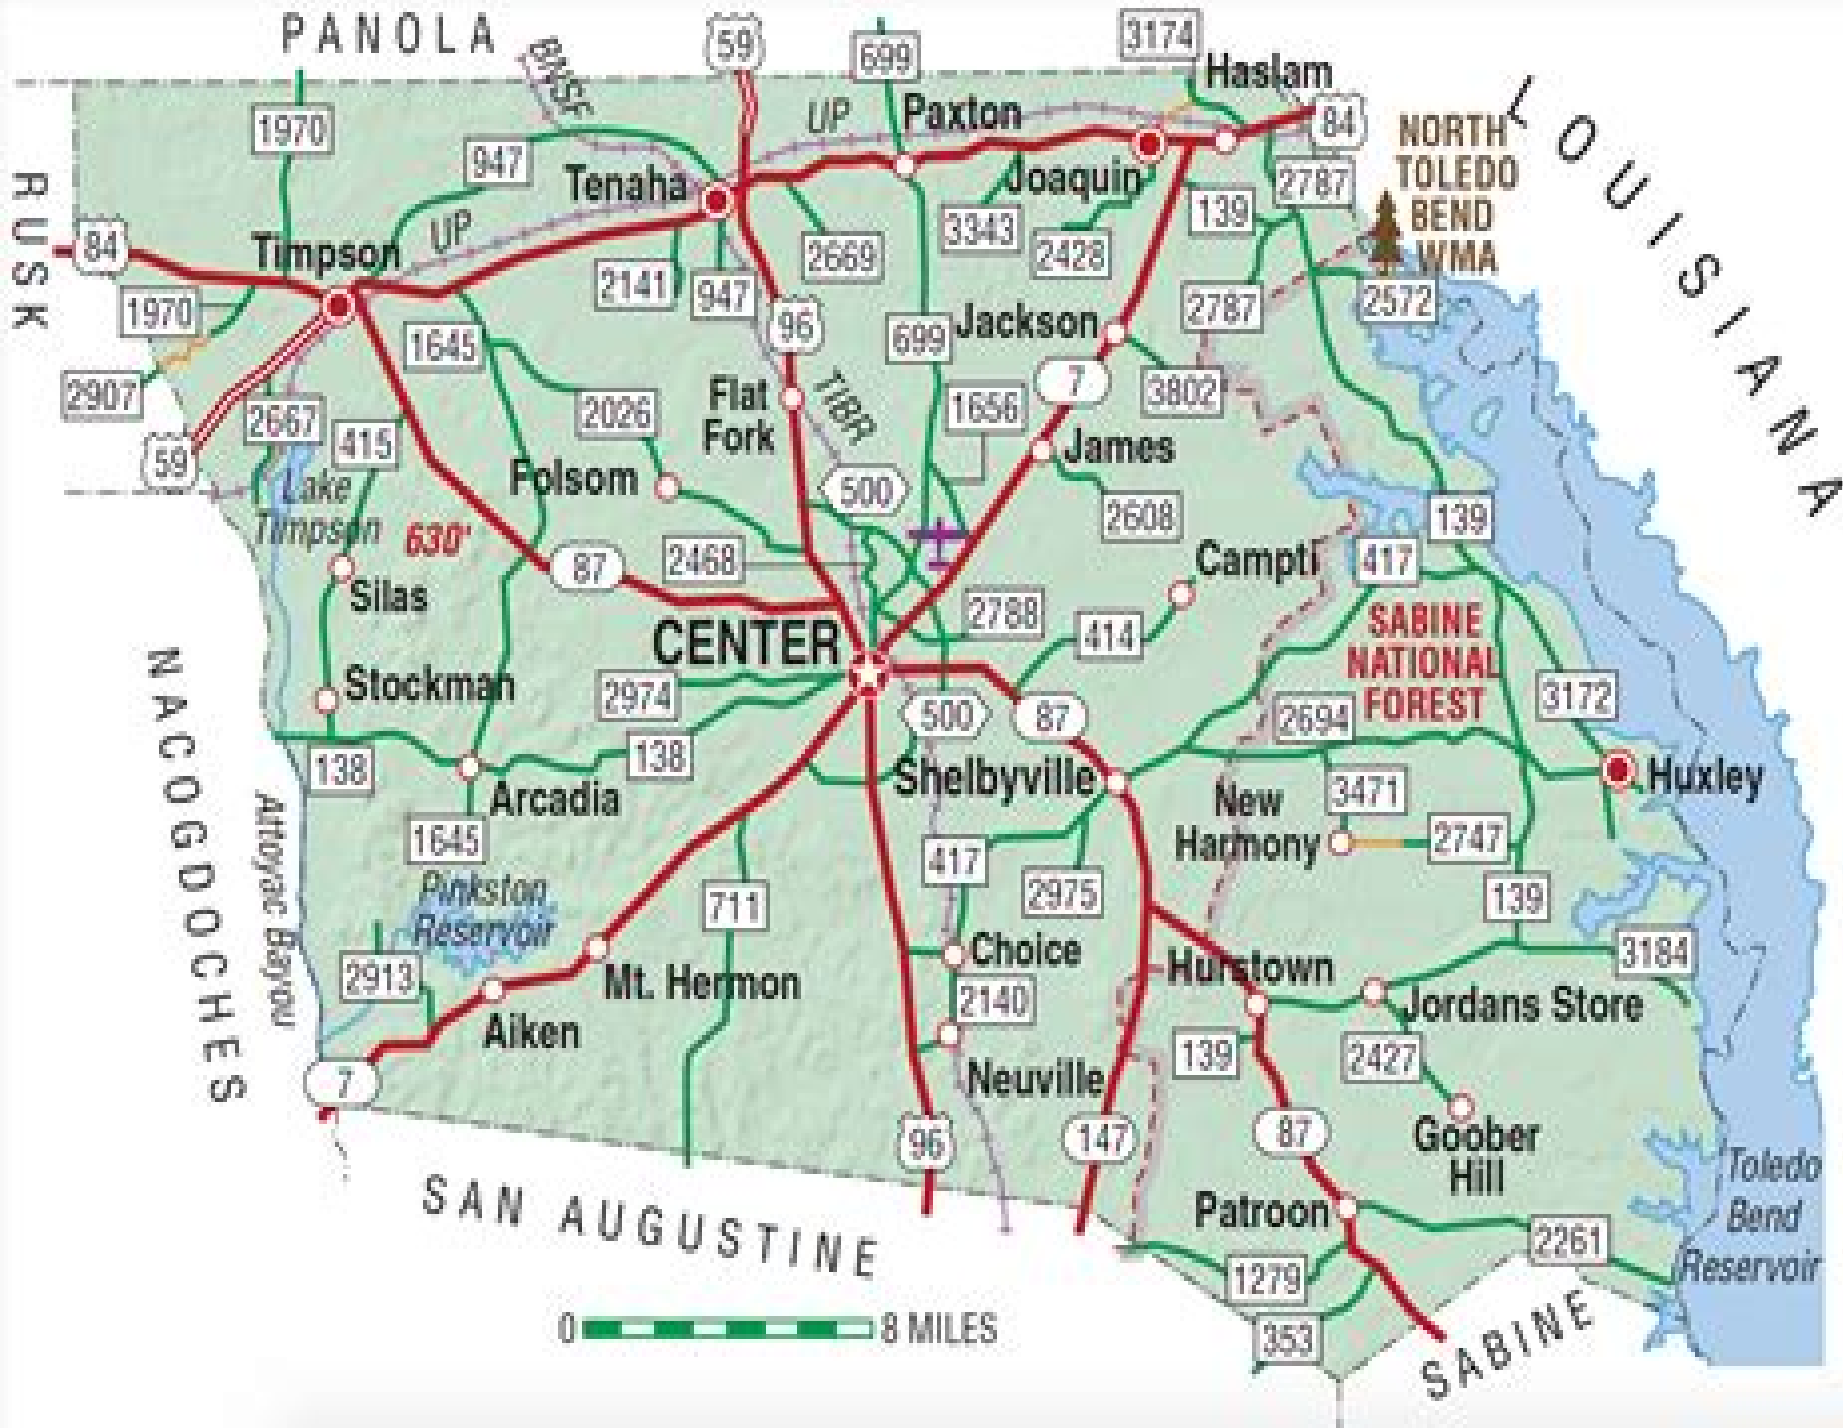 PANOLA
BNSF
59
699
3174
Haslam
LOUISIANA
1970
947
UP
Paxton
84
NORTH
TOLEDO
BEND
WMA
RUSK
Tenaha
Joaquin
2787
139
84
Timpson
UP
2141
947
2669
3343
2428
2787
2572
1970
1645
96
699
Jackson
2907
2667
415
2026
Flat
Fork
TIBR
1656
7
3802
59
Lake
Timpson
630'
Folsom
500
James
2608
139
87
2468
Campti
417
Silas
2788
414
SABINE
NATIONAL
FOREST
CENTER
NACOGDOCHES
Stockman
2974
500
87
2694
3172
138
138
Shelbyville
Huxley
Arcadia
New
Harmony
3471
Attoyac Bayou
1645
417
2975
2747
Pinkston
Reservoir
711
139
2913
Mt. Hermon
Choice
Hurstown
3184
Aiken
2140
Jordans Store
7
Neuville
139
2427
96
147
87
Goober
Hill
Toledo
Bend
Reservoir
SAN AUGUSTINE
Patroon
2261
1279
353
0
8 MILES
SABINE